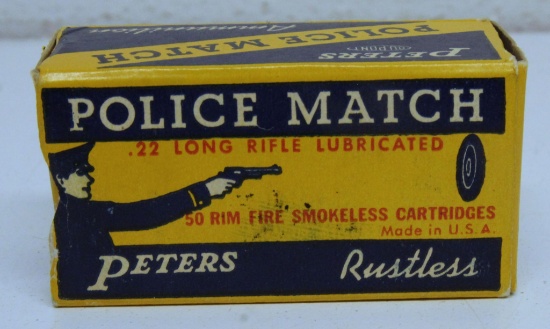 Ammunition
POLICE MATCH
PETERS
DUPONT
POLICE MATCH
.22 LONG RIFLE LUBRICATED
50 RIM FIRE SMOKELESS CARTRIDGES
Made in U.S.A.
PETERS Rustless